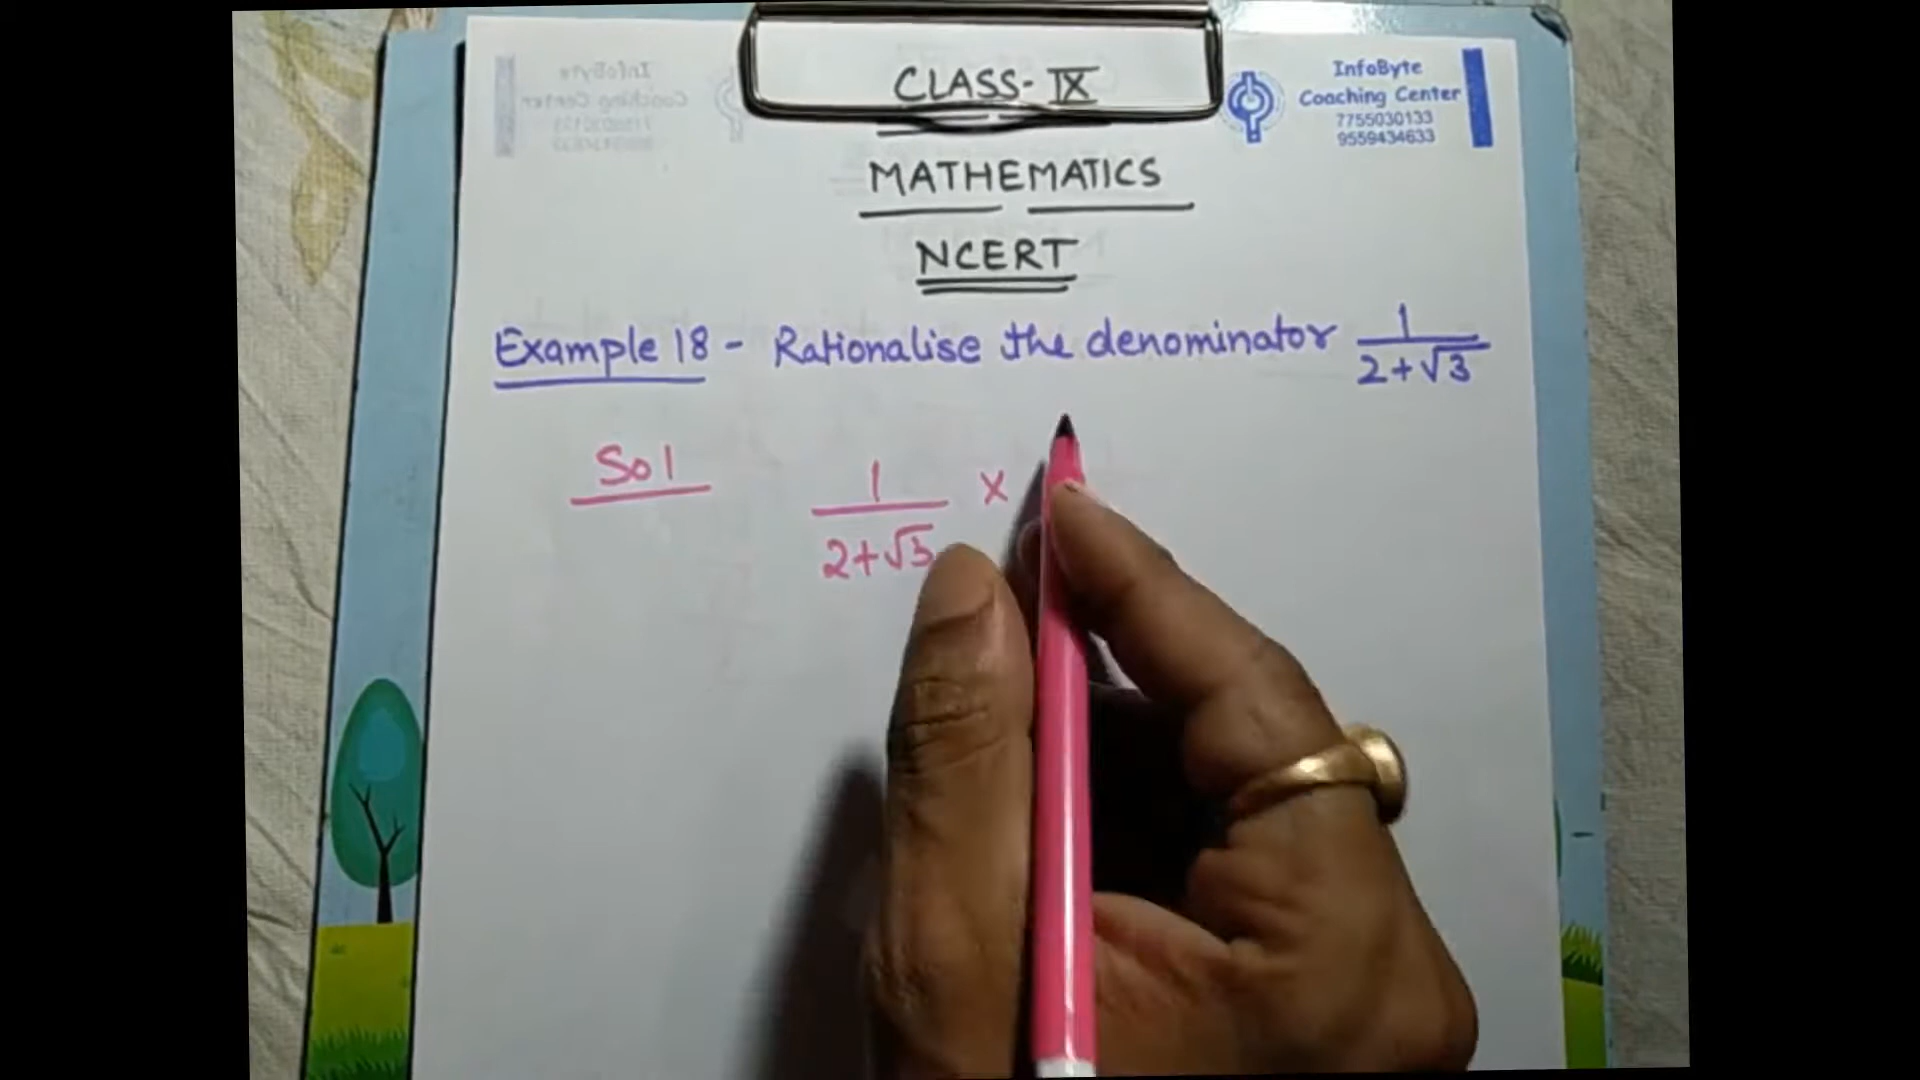 CLASS-IX
InfoByte
Coaching Center
7755030133
9559434633
MATHEMATICS
NCERT
Example 18 - Rationalise the denominator 1/(2+√3)
Sol
1/(2+√3) ×